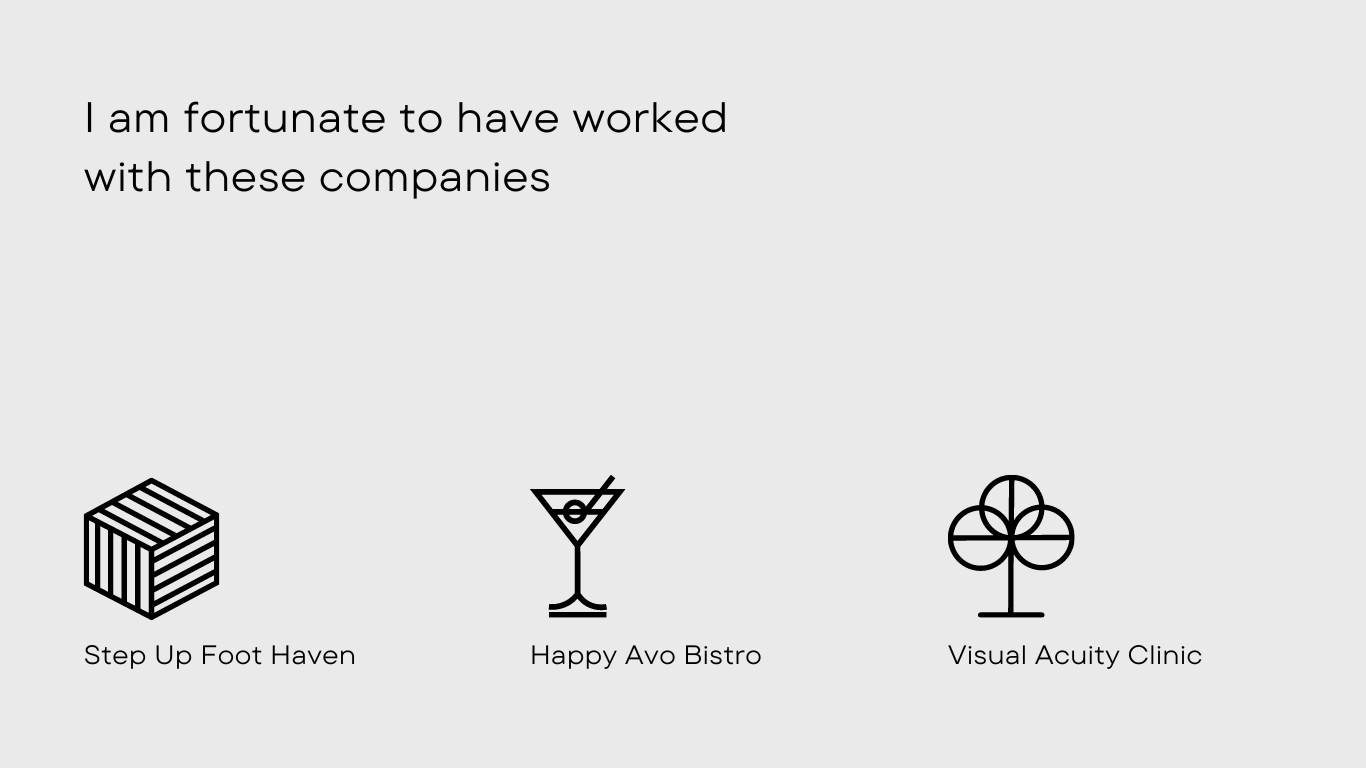 I am fortunate to have worked
with these companies
Step Up Foot Haven
Happy Avo Bistro
Visual Acuity Clinic